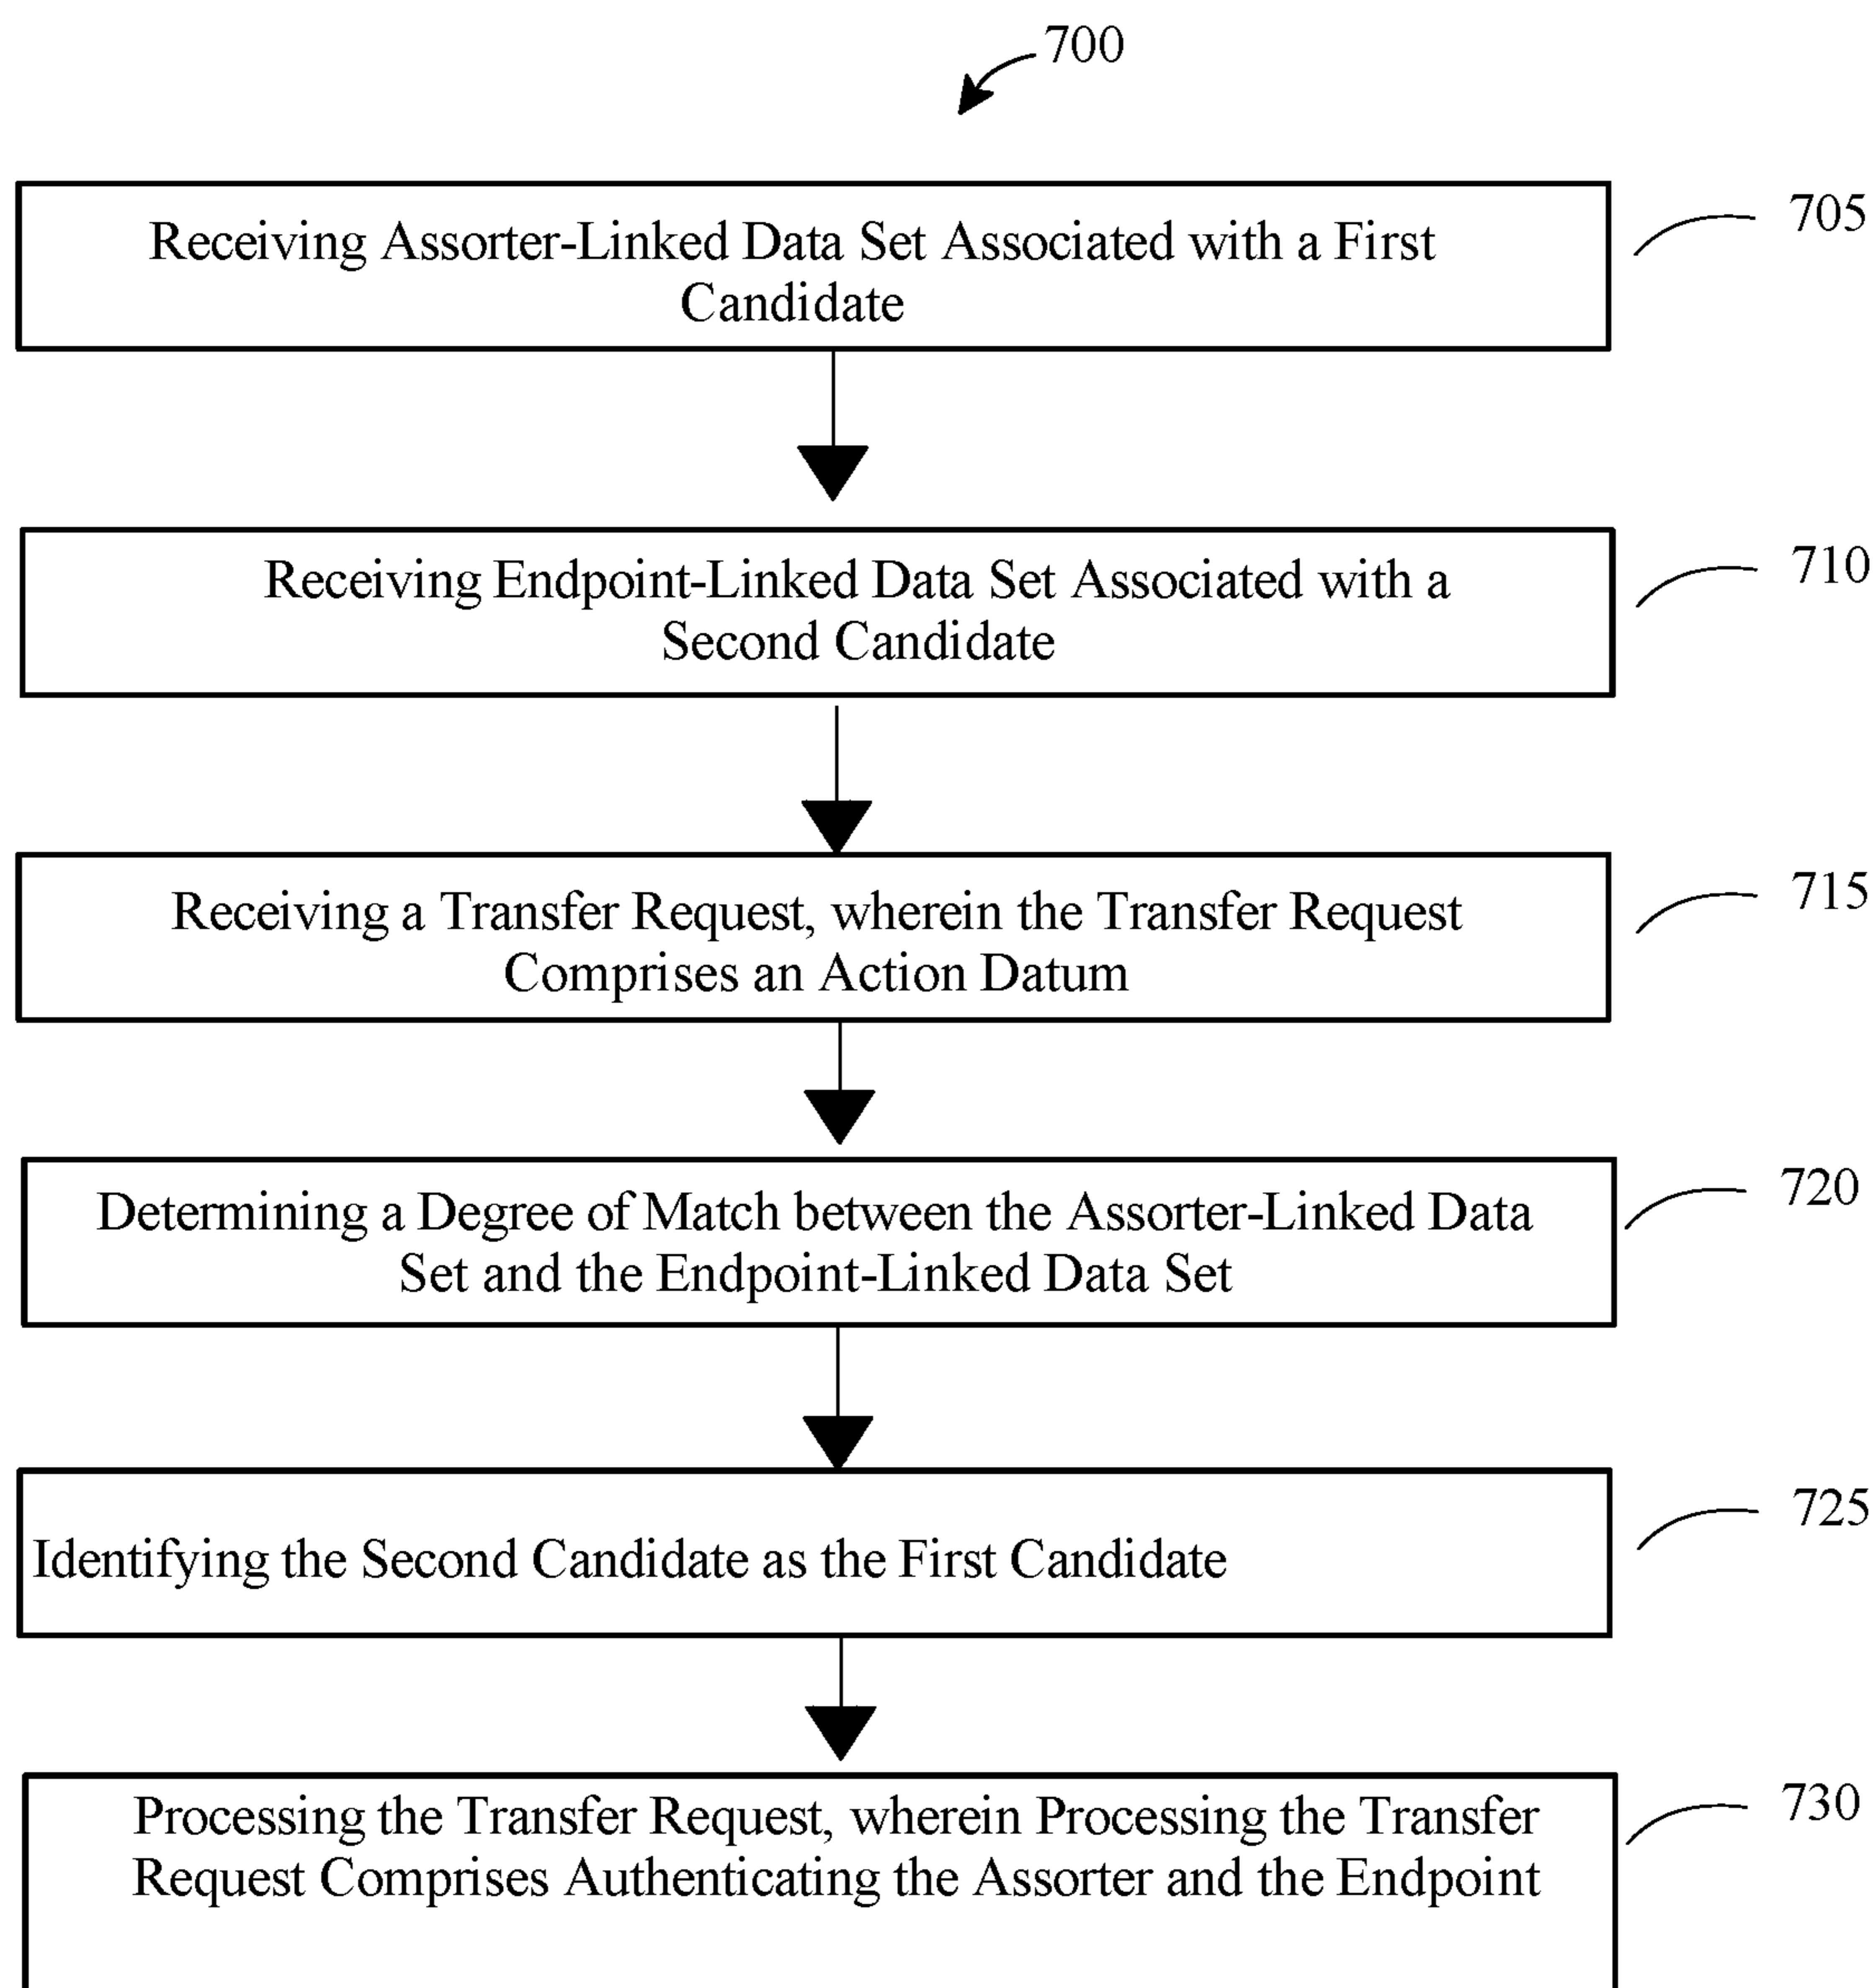 700
Receiving Assorter-Linked Data Set Associated with a First
Candidate
705
Receiving Endpoint-Linked Data Set Associated with a
Second Candidate
710
Receiving a Transfer Request, wherein the Transfer Request
Comprises an Action Datum
715
Determining a Degree of Match between the Assorter-Linked Data
Set and the Endpoint-Linked Data Set
720
Identifying the Second Candidate as the First Candidate
725
Processing the Transfer Request, wherein Processing the Transfer
Request Comprises Authenticating the Assorter and the Endpoint
730